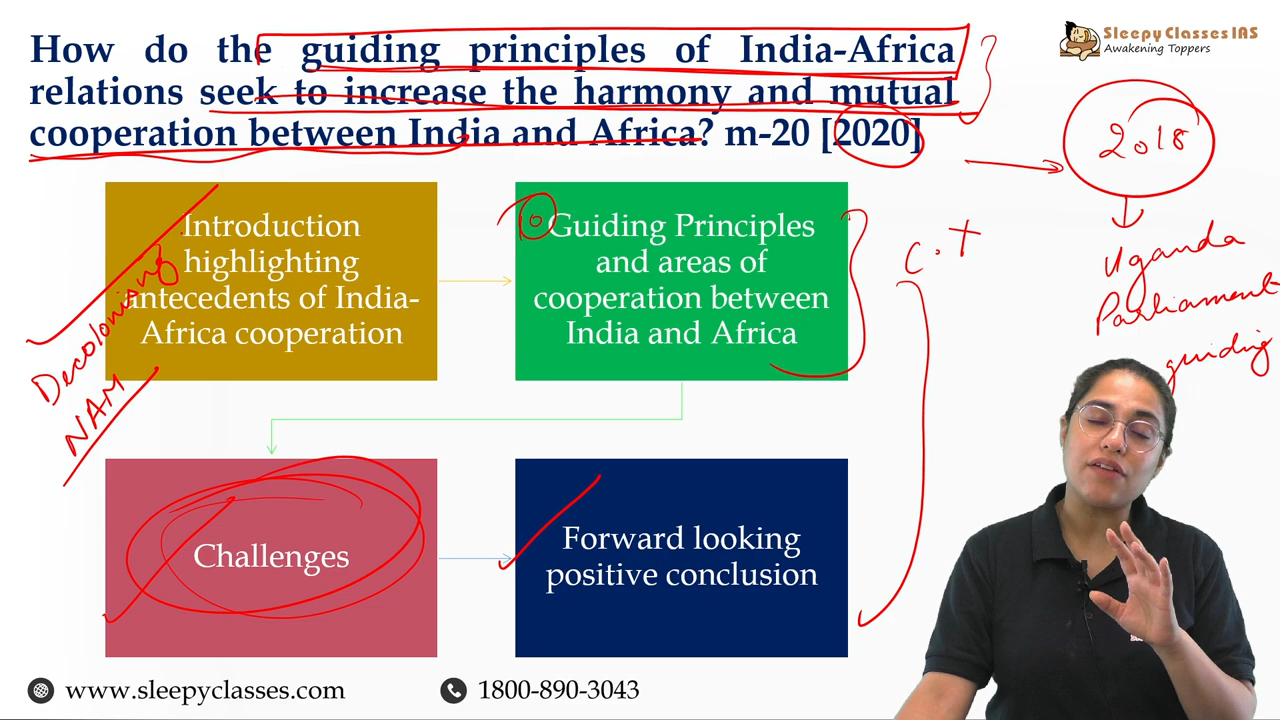 How do the guiding principles of India-Africa
relations seek to increase the harmony and mutual
cooperation between India and Africa? m-20 [2020]
Sleepy Classes IAS
Awakening Toppers
2018
Uganda
Parliament
guiding
Introduction
highlighting
antecedents of India-
Africa cooperation
Decolonising
NAM
10
Guiding Principles
and areas of
cooperation between
India and Africa
C.T
Challenges
Forward looking
positive conclusion
www.sleepyclasses.com
1800-890-3043